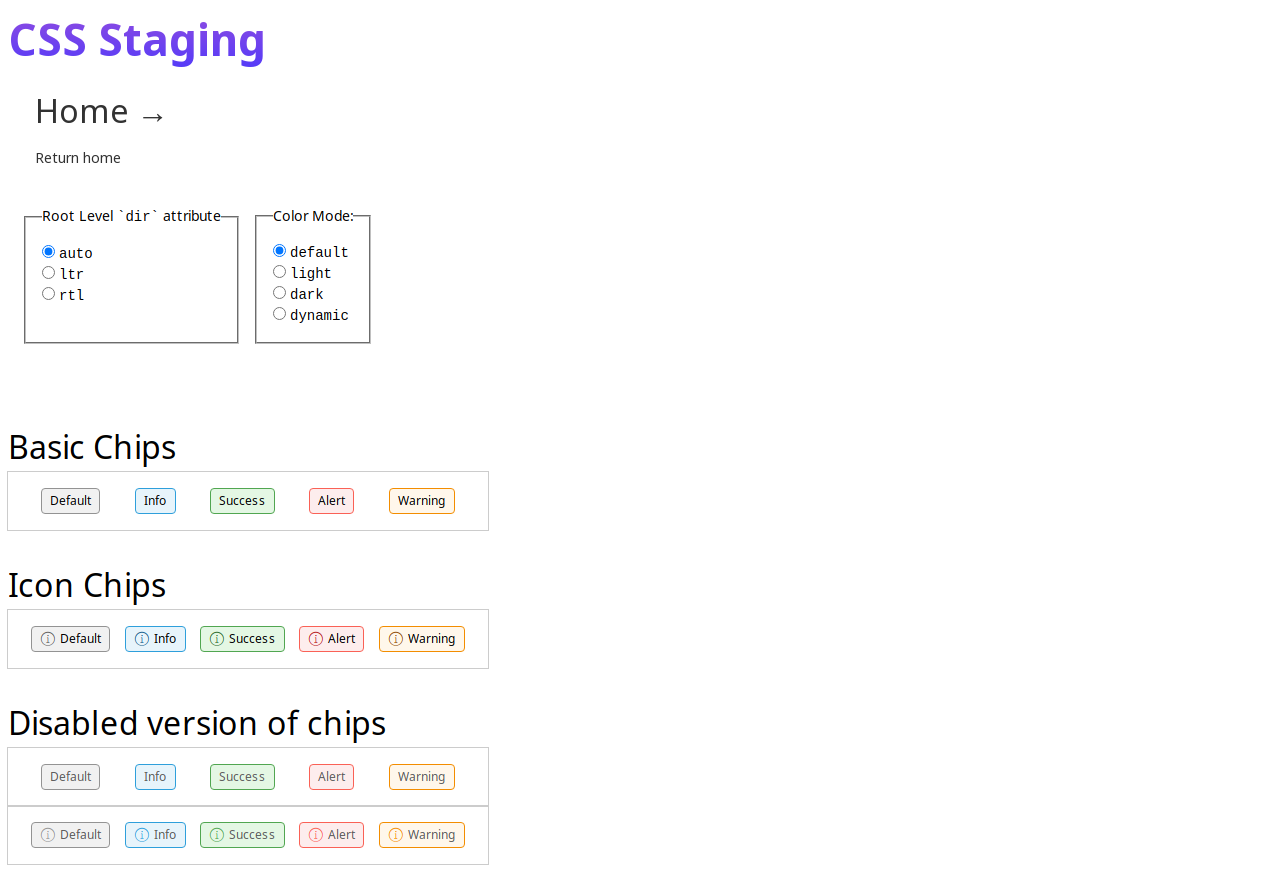 CSS Staging
Home →
Return home
Root Level `dir` attribute
auto
ltr
rtl
Color Mode:
default
light
dark
dynamic
Basic Chips
Default Info Success Alert Warning
Icon Chips
Default Info Success Alert Warning
Disabled version of chips
Default Info Success Alert Warning
Default Info Success Alert Warning